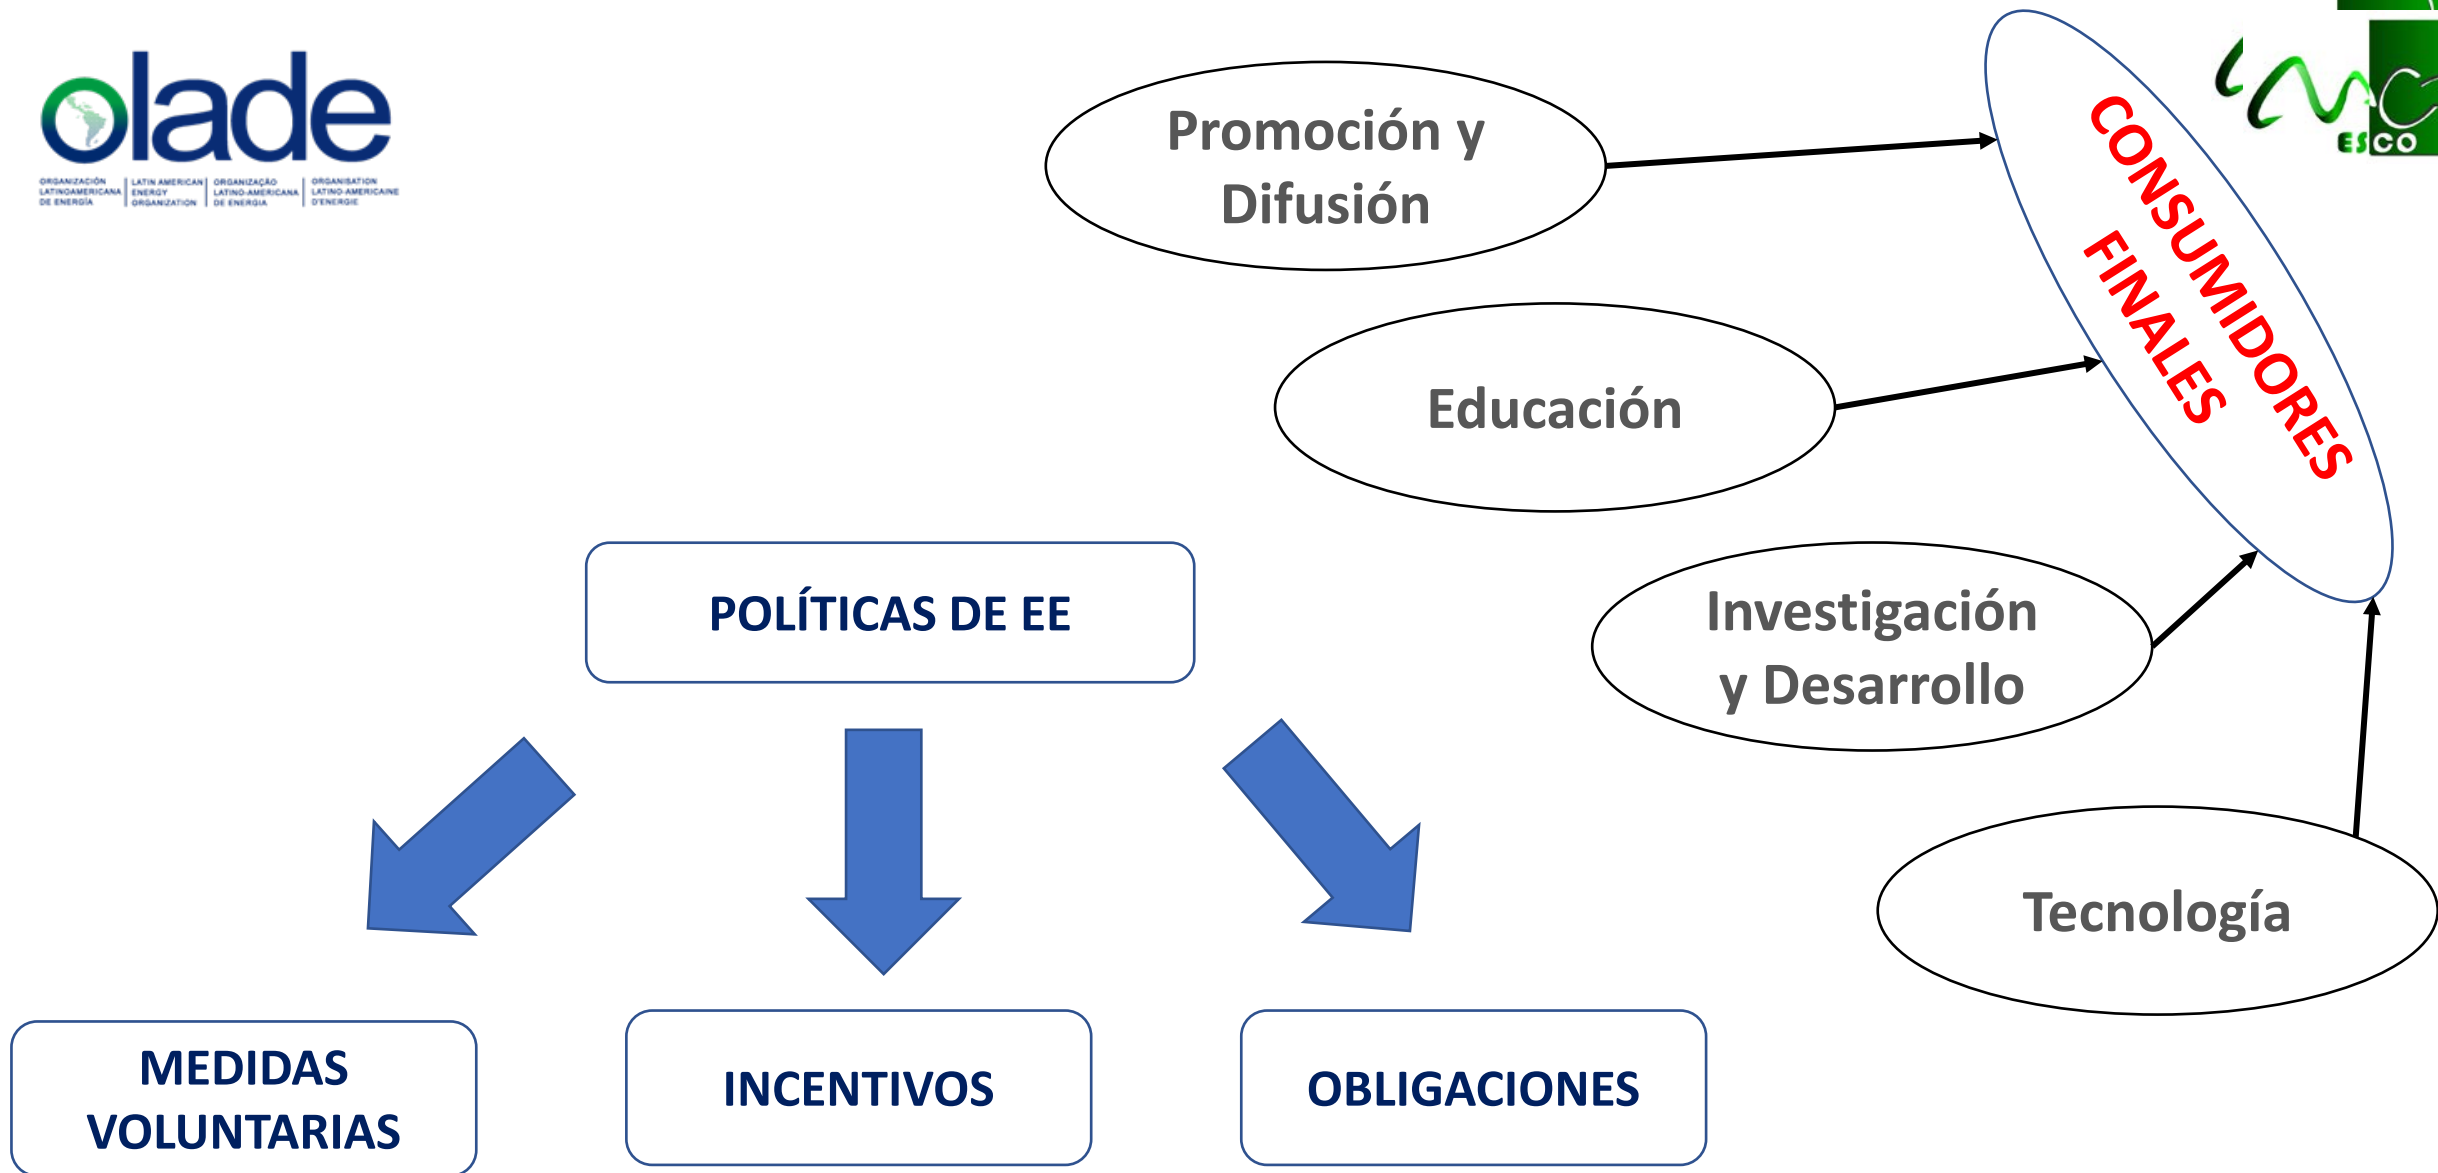 olade
ORGANIZACIÓN
LATINOAMERICANA
DE ENERGÍA
LATIN AMERICAN
ENERGY
ORGANIZATION
ORGANIZAÇÃO
LATINO-AMERICANA
DE ENERGIA
ORGANISATION
LATINO-AMERICAINE
D'ENERGIE
ESCO
Promoción y
Difusión
CONSUMIDORES
FINALES
Educación
POLÍTICAS DE EE
Investigación
y Desarrollo
Tecnología
MEDIDAS
VOLUNTARIAS
INCENTIVOS
OBLIGACIONES